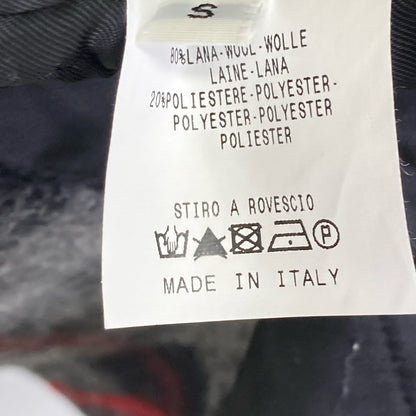 S
80%LANA-WOOL-WOLLE
LAINE-LANA
20%POLIESTERE-POLYESTER-
POLYESTER-POLYESTER
POLIESTER
STIRO A ROVESCIO
P
MADE IN ITALY